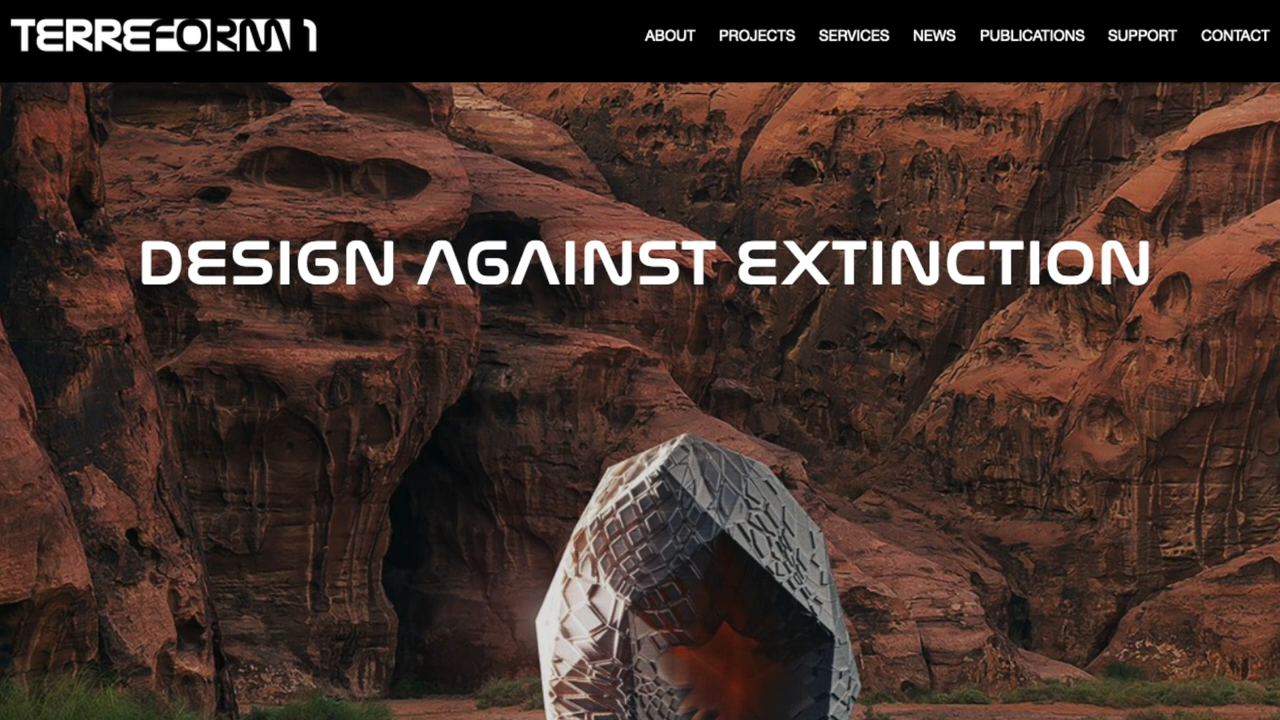 TERREFORM 1
ABOUT PROJECTS SERVICES NEWS PUBLICATIONS SUPPORT CONTACT
DESIGN AGAINST EXTINCTION